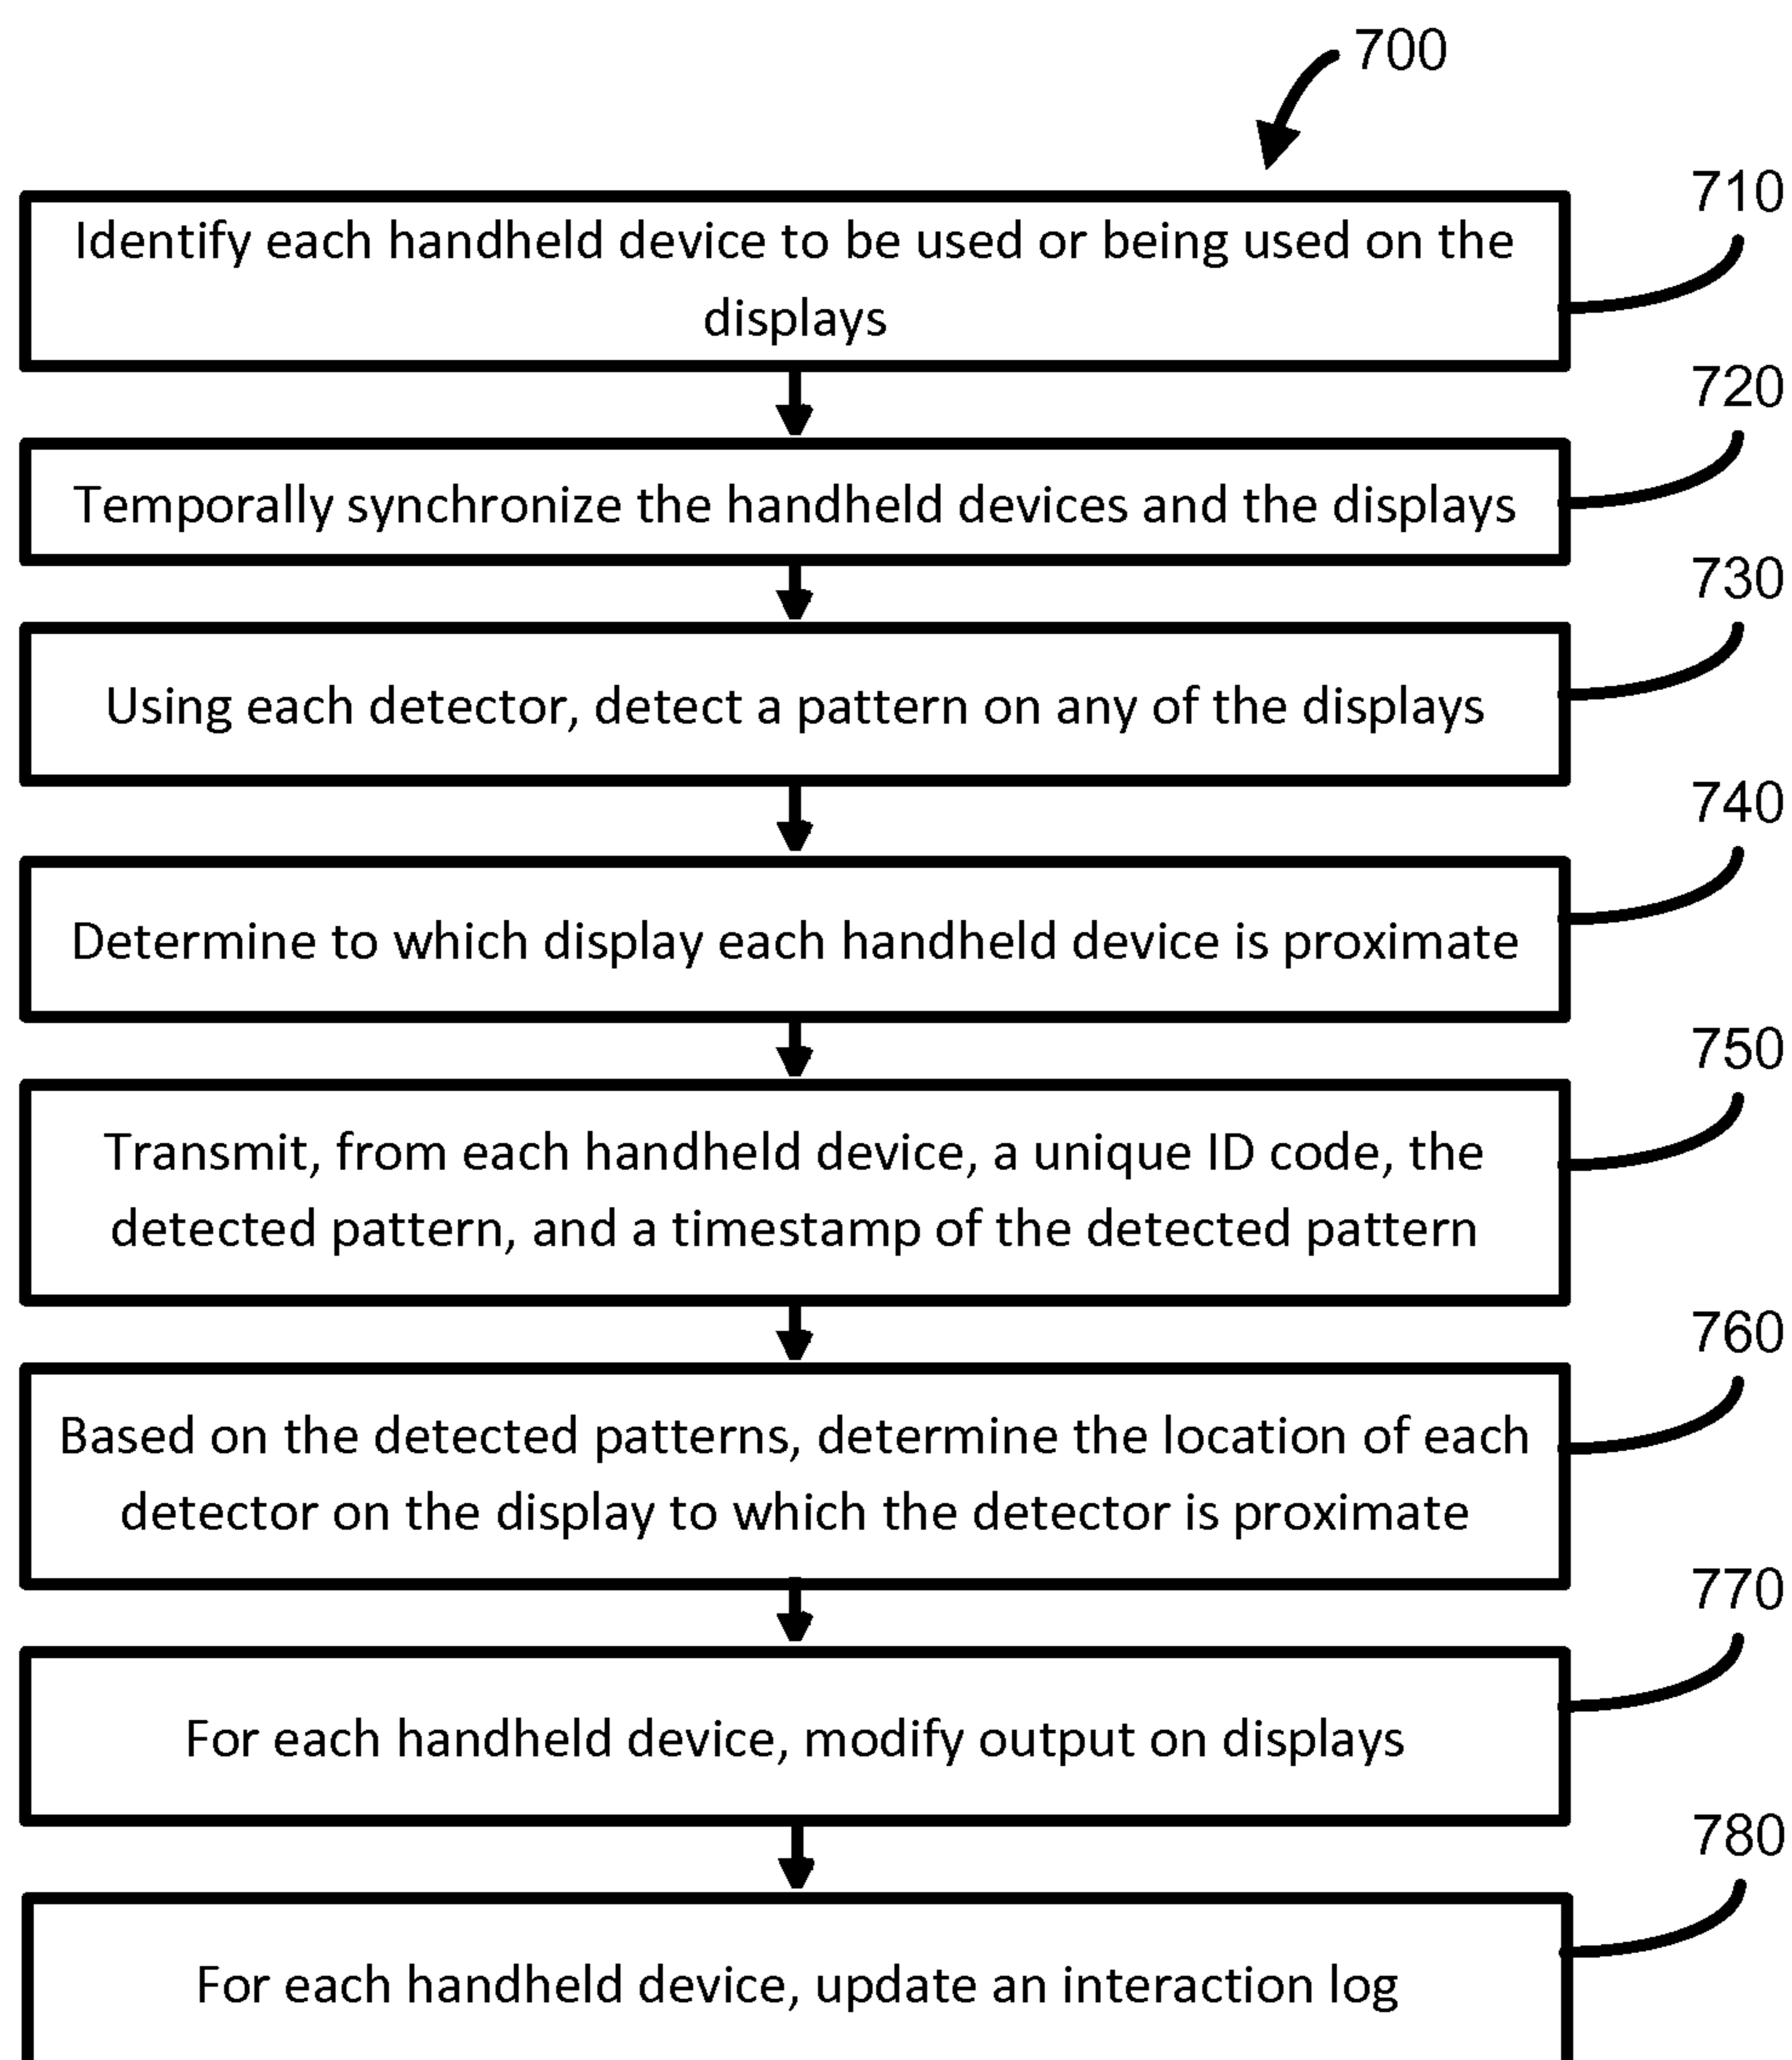 700
710
Identify each handheld device to be used or being used on the
displays
720
Temporally synchronize the handheld devices and the displays
730
Using each detector, detect a pattern on any of the displays
740
Determine to which display each handheld device is proximate
750
Transmit, from each handheld device, a unique ID code, the
detected pattern, and a timestamp of the detected pattern
760
Based on the detected patterns, determine the location of each
detector on the display to which the detector is proximate
770
For each handheld device, modify output on displays
780
For each handheld device, update an interaction log